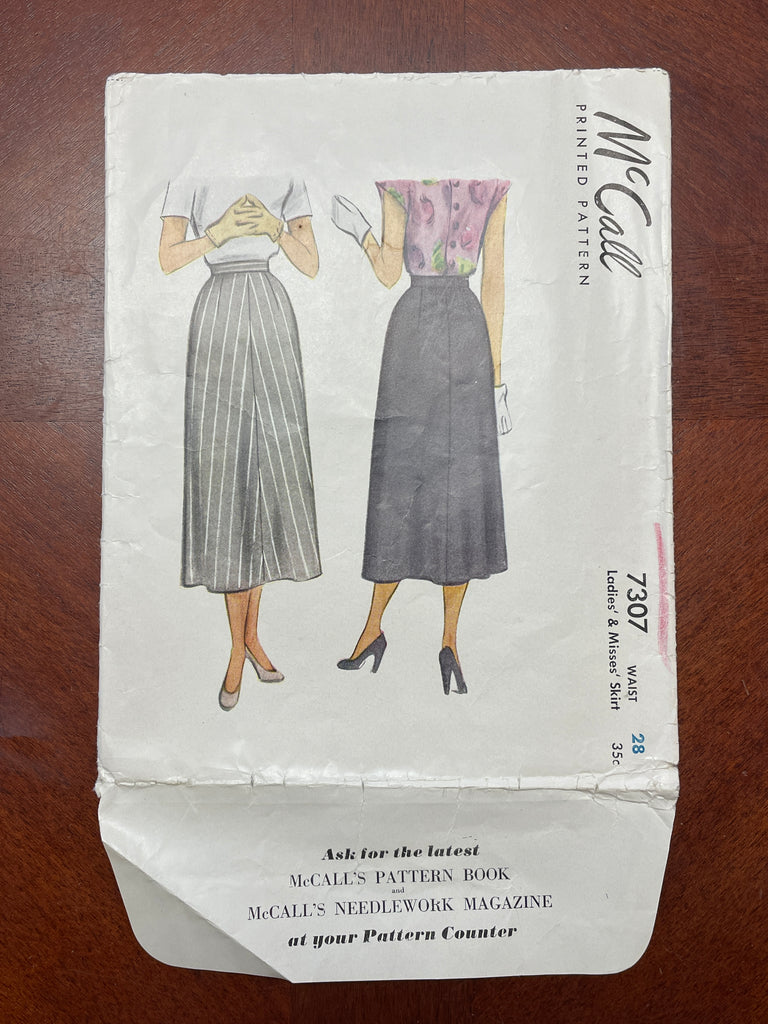 McCall
PRINTED PATTERN
7307 WAIST 28
Ladies' & Misses' Skirt 35c
Ask for the latest
McCALL'S PATTERN BOOK
and
McCALL'S NEEDLEWORK MAGAZINE
at your Pattern Counter